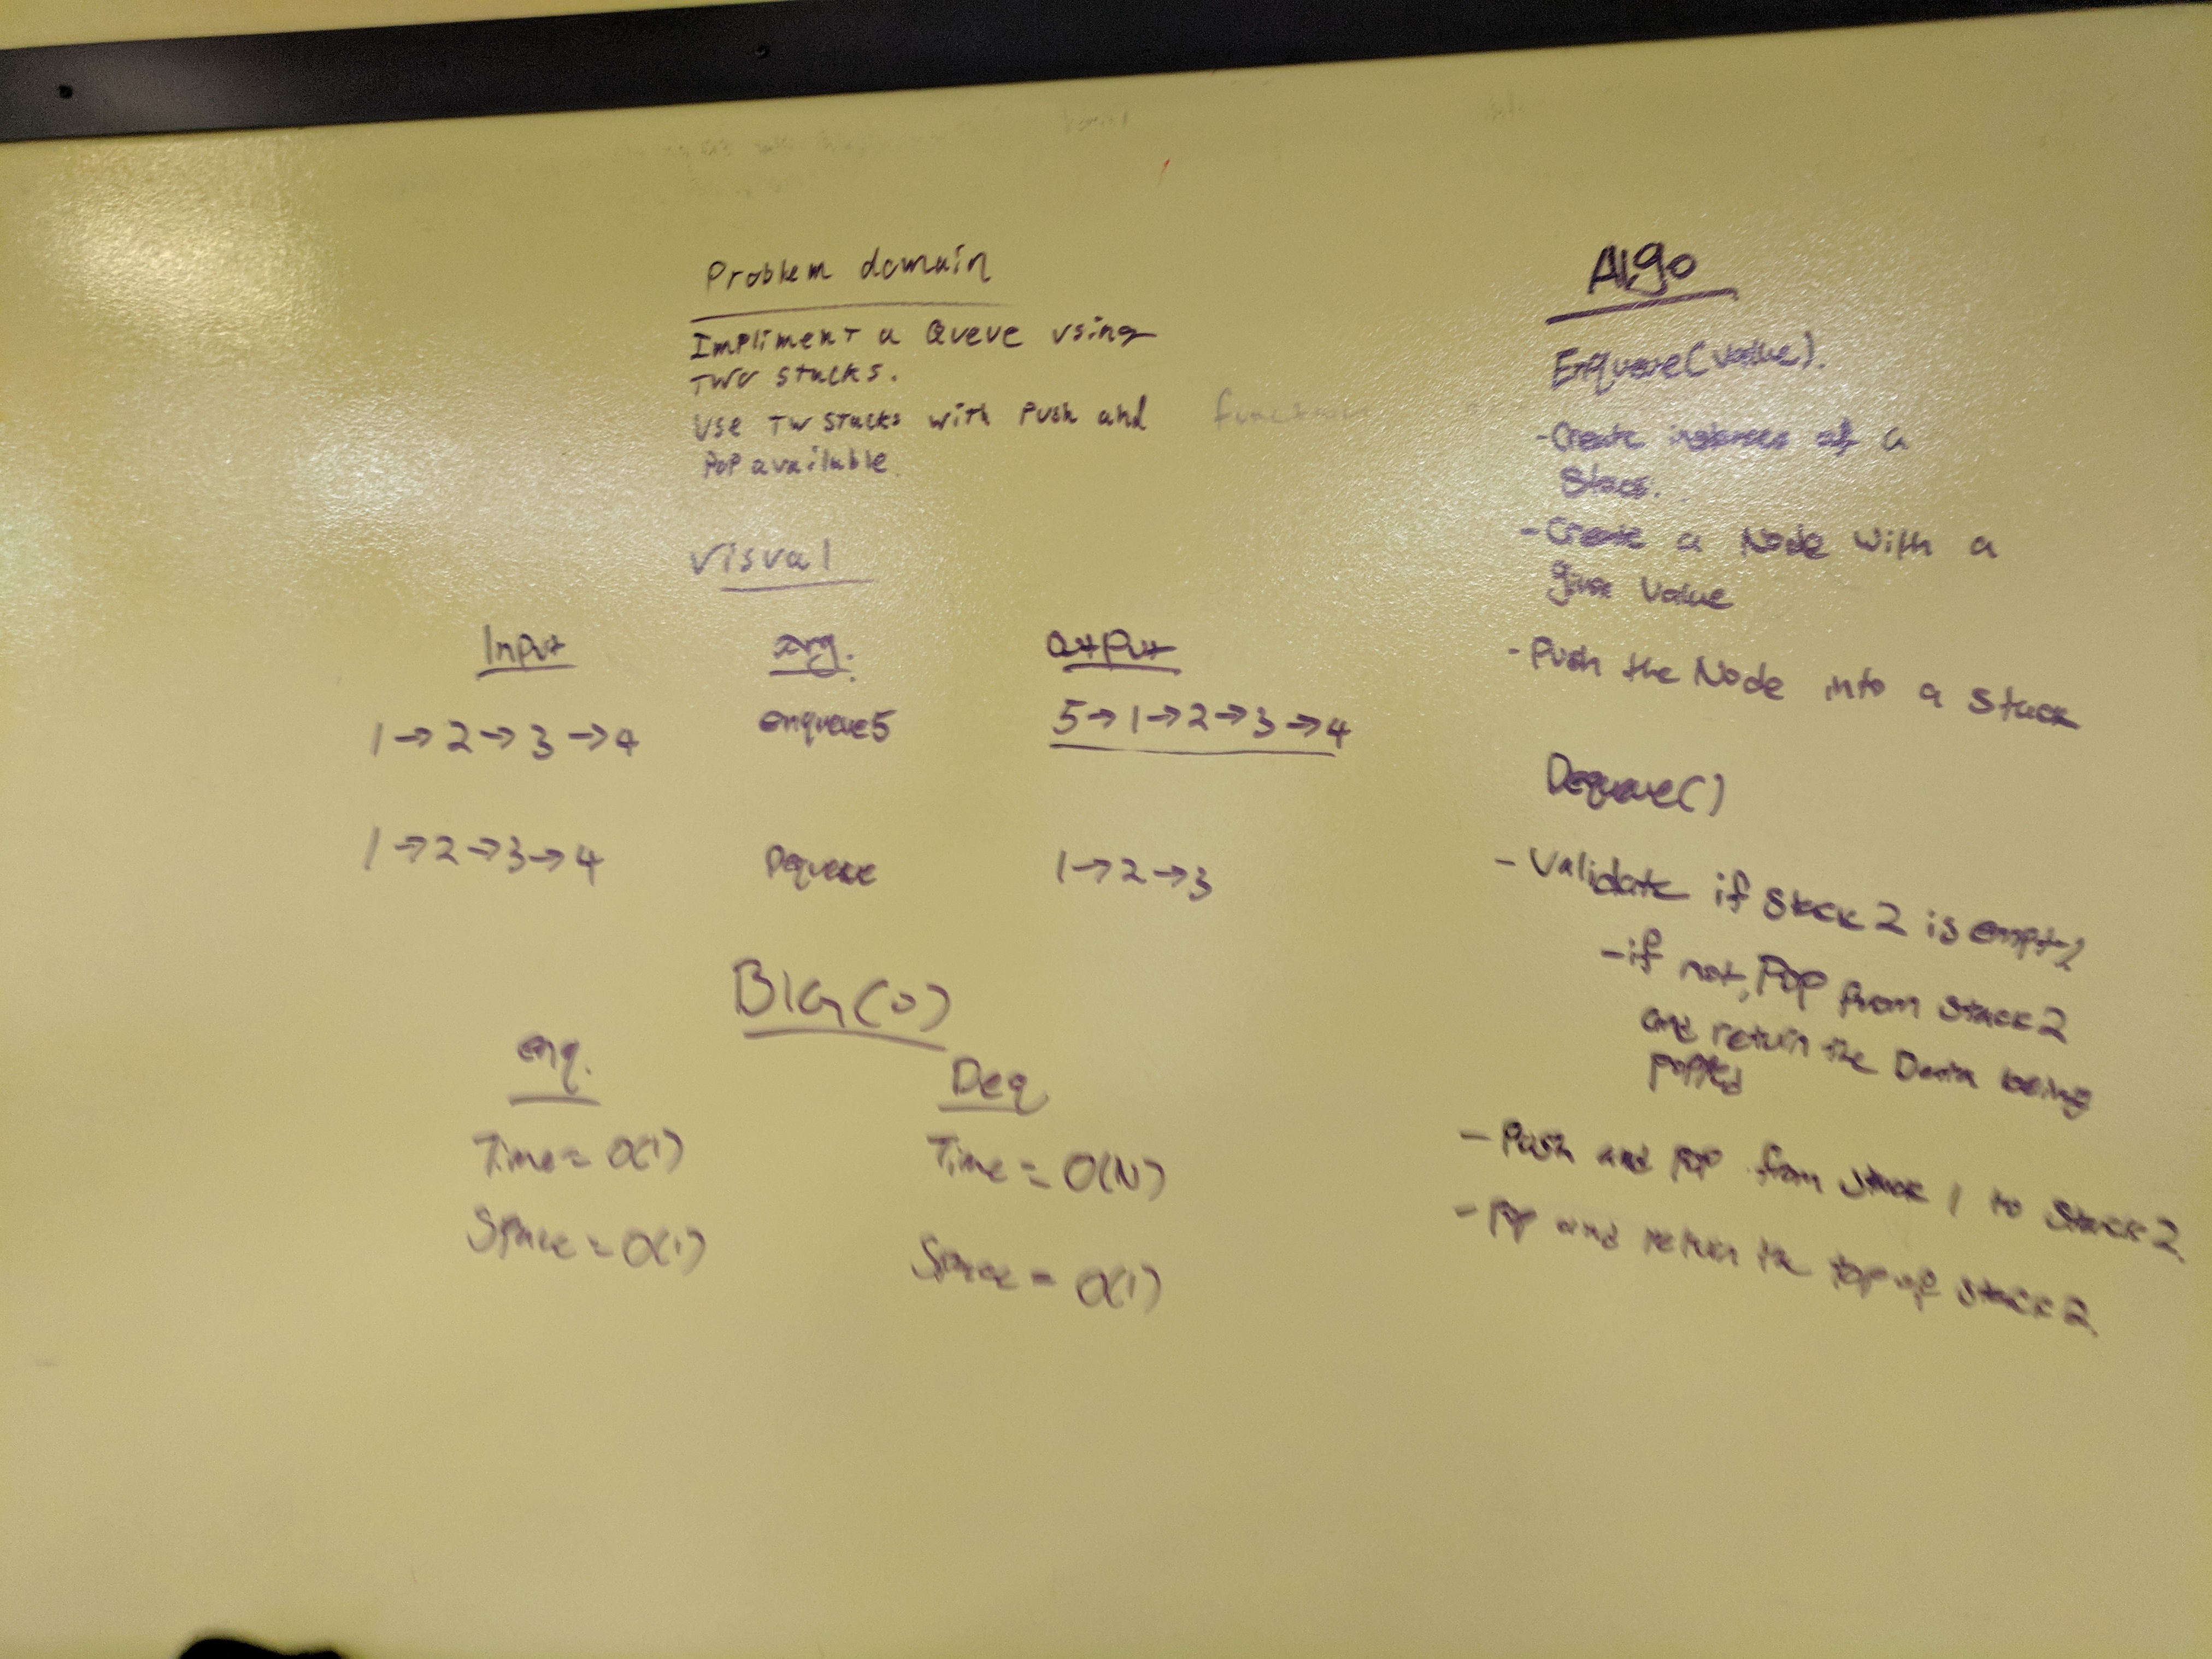 Problem domain
Impliment a Queue using
Two stacks.
Use Tw stacks with Push and
Pop available.
Visual
Input arg. Output
1→2→3→4 enqueue5 5→1→2→3→4
1→2→3→4 Dequeue 1→2→3
BIG(O)
enq. Deq
Time = O(1) Time = O(N)
Space = O(1) Space = O(1)
Algo
Enqueue(value).
- Create instances of a
Stack.
- Create a Node with a
given value
- Push the Node into a stack
Dequeue()
- Validate if stack 2 is empty
- if not, Pop from stack 2
and return the Data being
popped
- Push and pop from stack 1 to stack 2.
- Pop and return the top of stack 2.